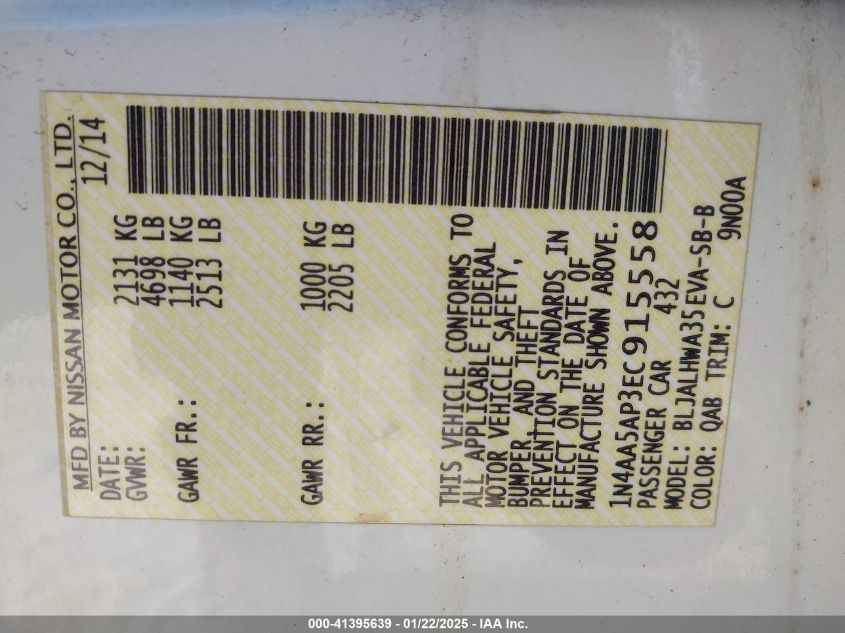 MFD BY NISSAN MOTOR CO., LTD.
DATE: 12/14
GVWR: 2131 KG
4698 LB
GAWR FR.: 1140 KG
2513 LB
GAWR RR.: 1000 KG
2205 LB
THIS VEHICLE CONFORMS TO
ALL APPLICABLE FEDERAL
MOTOR VEHICLE SAFETY,
BUMPER, AND THEFT
PREVENTION STANDARDS IN
EFFECT ON THE DATE OF
MANUFACTURE SHOWN ABOVE.
1N4AA5AP3EC915558
PASSENGER CAR 432
MODEL: BLJALHWA35EVA-SB-B
COLOR: QAB TRIM: C 9N00A
000-41395639 - 01/22/2025 - IAA Inc.